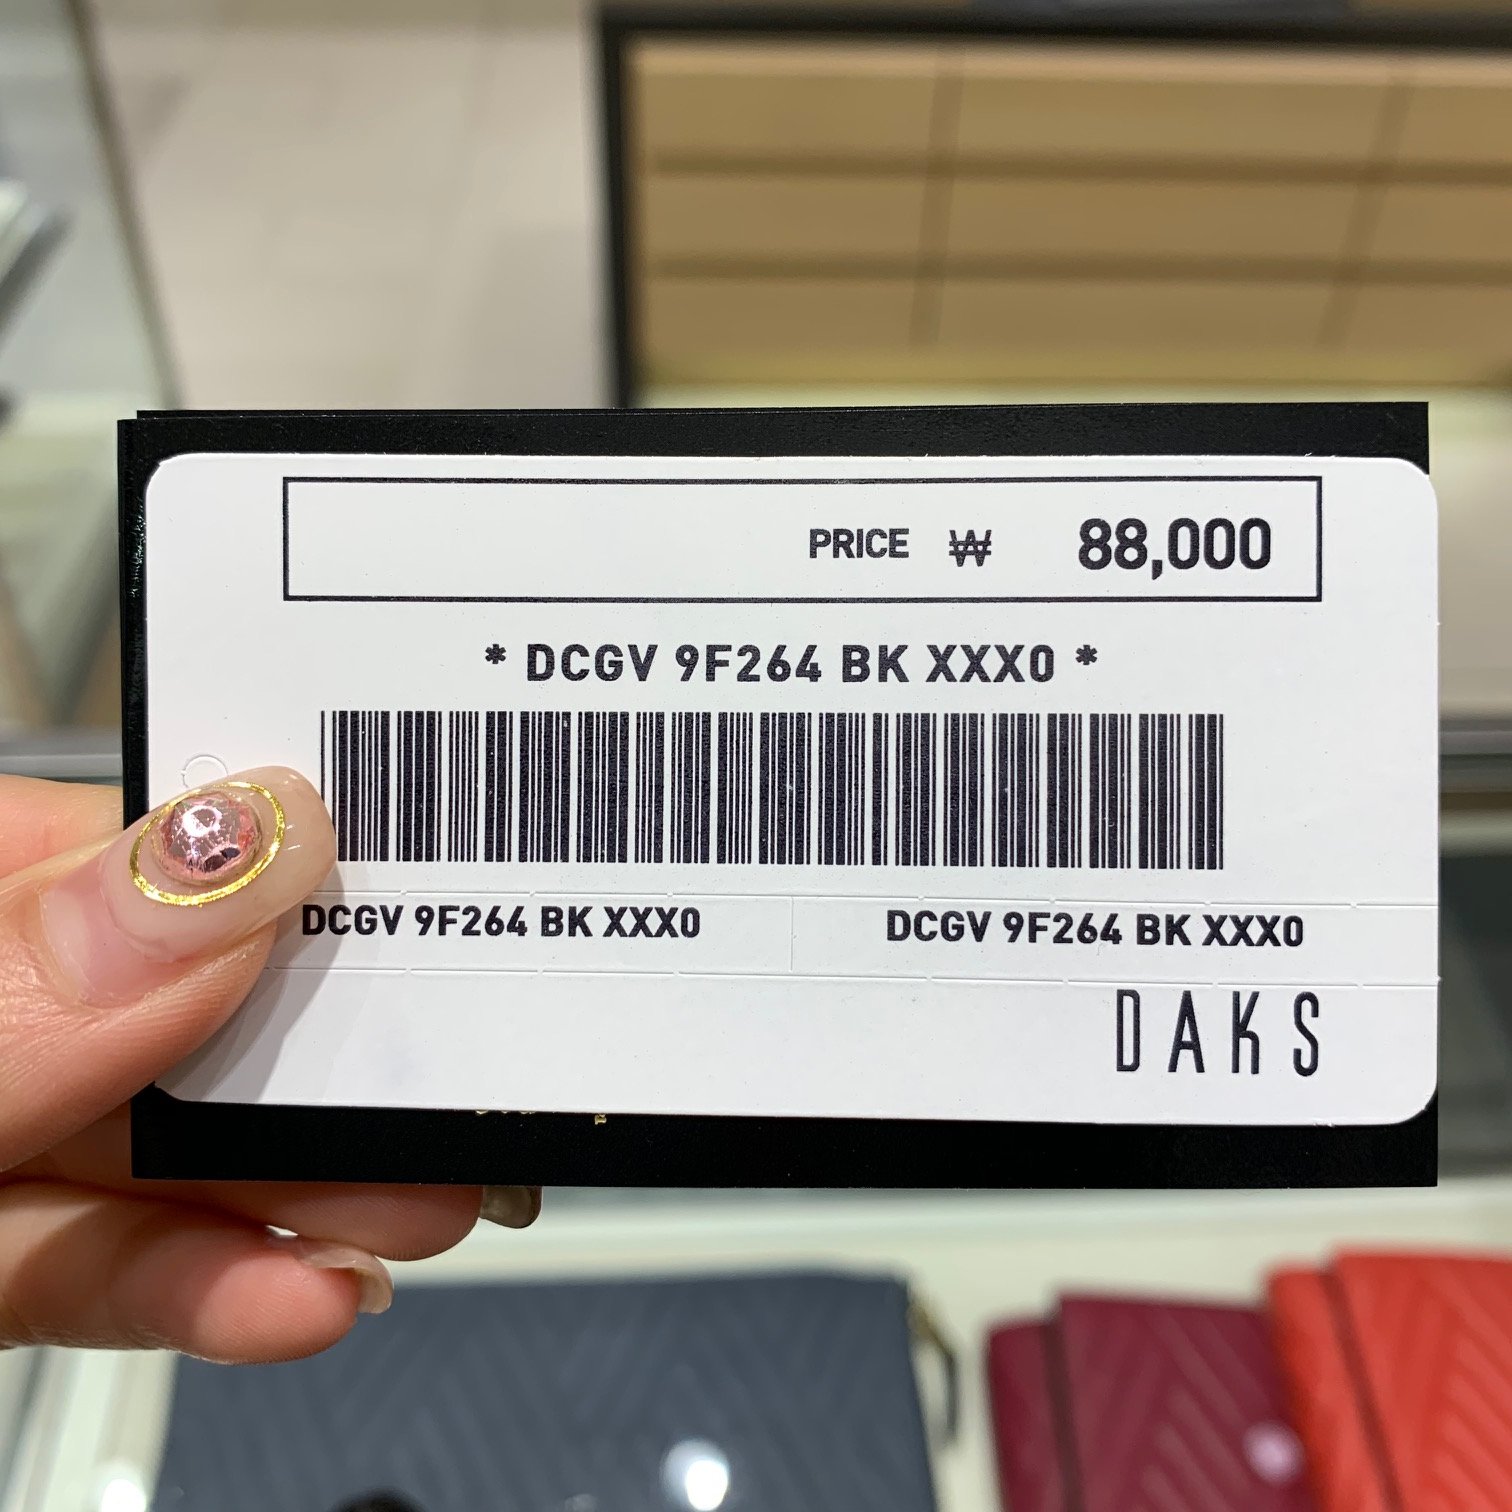 PRICE ₩ 88,000
* DCGV 9F264 BK XXX0 *
DCGV 9F264 BK XXX0 DCGV 9F264 BK XXX0
DAKS